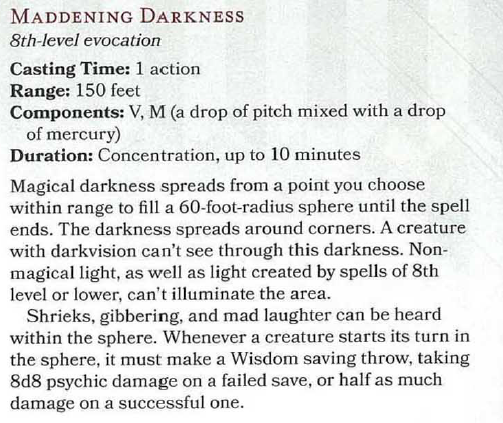 MADDENING DARKNESS
8th-level evocation
Casting Time: 1 action
Range: 150 feet
Components: V, M (a drop of pitch mixed with a drop
of mercury)
Duration: Concentration, up to 10 minutes
Magical darkness spreads from a point you choose
within range to fill a 60-foot-radius sphere until the spell
ends. The darkness spreads around corners. A creature
with darkvision can't see through this darkness. Non-
magical light, as well as light created by spells of 8th
level or lower, can't illuminate the area.
Shrieks, gibbering, and mad laughter can be heard
within the sphere. Whenever a creature starts its turn in
the sphere, it must make a Wisdom saving throw, taking
8d8 psychic damage on a failed save, or half as much
damage on a successful one.